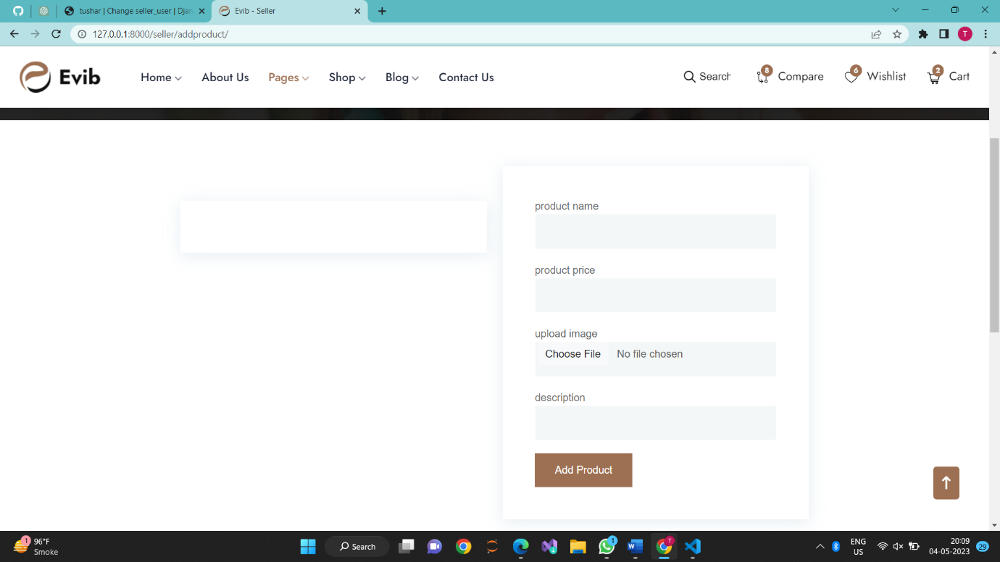 tushar | Change seller_user | Djan
Evib - Seller
127.0.0.1:8000/seller/addproduct/
T
Evib
Home
About Us
Pages
Shop
Blog
Contact Us
Search
8
Compare
6
Wishlist
2
Cart
product name
product price
upload image
Choose File No file chosen
description
Add Product
1
96°F
Smoke
Search
1
W
T
ENG
US
20:09
04-05-2023
29